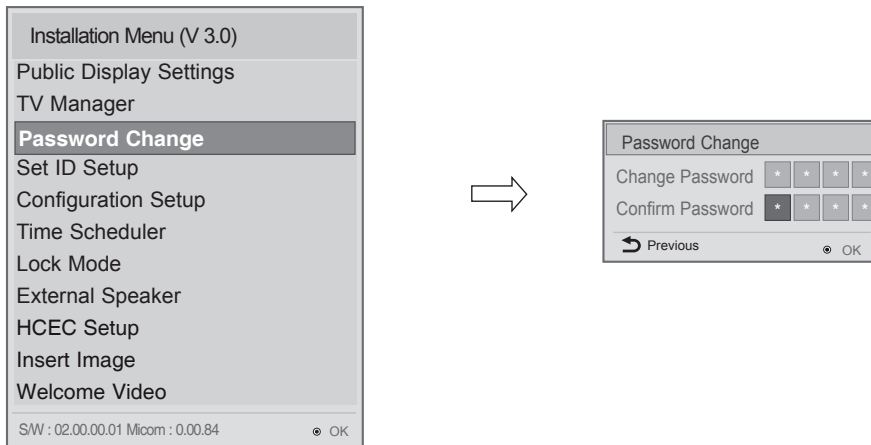 Installation Menu (V 3.0)
Public Display Settings
TV Manager
Password Change
Set ID Setup
Configuration Setup
Time Scheduler
Lock Mode
External Speaker
HCEC Setup
Insert Image
Welcome Video
S/W : 02.00.00.01 Micom : 0.00.84 OK
Password Change
Change Password * * * *
Confirm Password * * * *
Previous OK